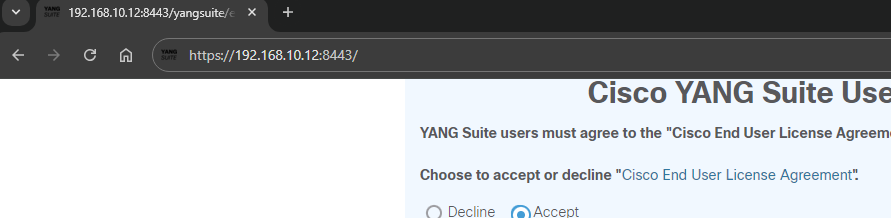 YANG SUITE 192.168.10.12:8443/yangsuite/e
YANG SUITE https://192.168.10.12:8443/
Cisco YANG Suite Use
YANG Suite users must agree to the "Cisco End User License Agreem
Choose to accept or decline "Cisco End User License Agreement".
Decline Accept